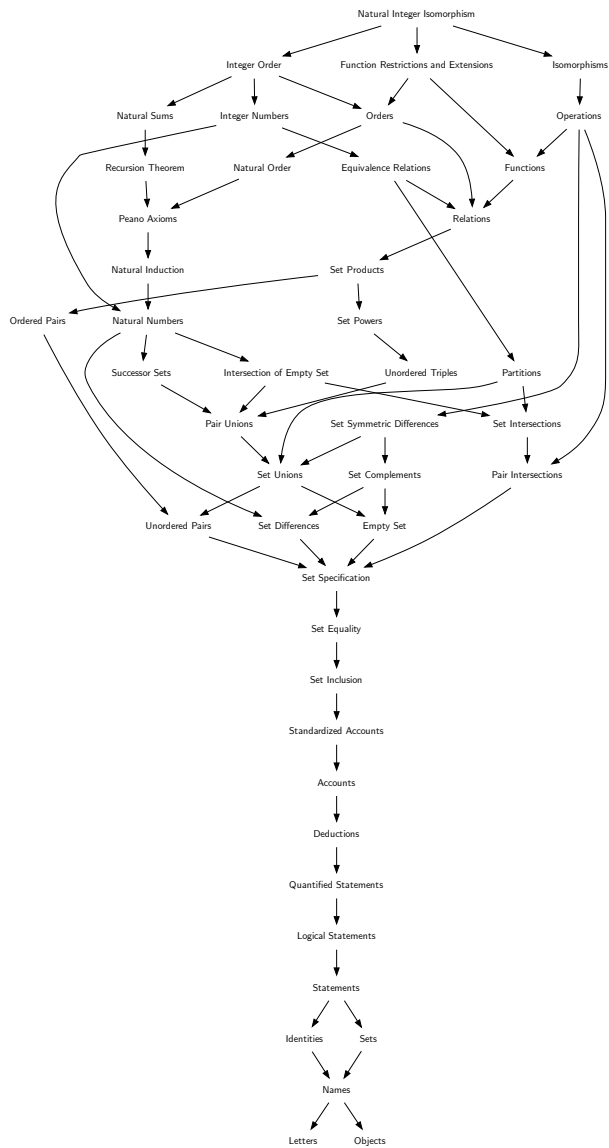 Natural Integer Isomorphism
Integer Order
Function Restrictions and Extensions
Isomorphisms
Natural Sums
Integer Numbers
Orders
Operations
Recursion Theorem
Natural Order
Equivalence Relations
Functions
Peano Axioms
Relations
Natural Induction
Set Products
Ordered Pairs
Natural Numbers
Set Powers
Successor Sets
Intersection of Empty Set
Unordered Triples
Partitions
Pair Unions
Set Symmetric Differences
Set Intersections
Set Unions
Set Complements
Pair Intersections
Unordered Pairs
Set Differences
Empty Set
Set Specification
Set Equality
Set Inclusion
Standardized Accounts
Accounts
Deductions
Quantified Statements
Logical Statements
Statements
Identities
Sets
Names
Letters
Objects